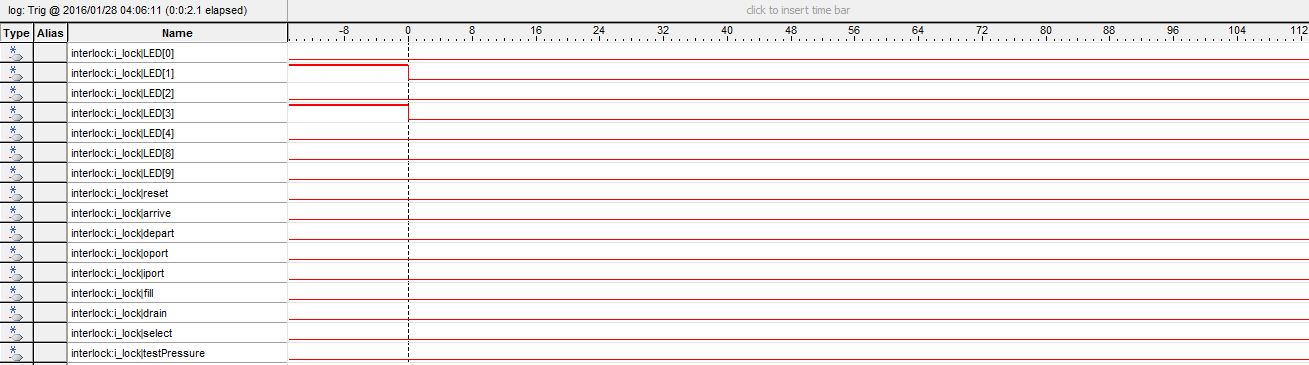 log: Trig @ 2016/01/28 04:06:11 (0:0:2.1 elapsed) click to insert time bar
Type Alias Name -8 0 8 16 24 32 40 48 56 64 72 80 88 96 104 112
interlock:i_lock|LED[0]
interlock:i_lock|LED[1]
interlock:i_lock|LED[2]
interlock:i_lock|LED[3]
interlock:i_lock|LED[4]
interlock:i_lock|LED[8]
interlock:i_lock|LED[9]
interlock:i_lock|reset
interlock:i_lock|arrive
interlock:i_lock|depart
interlock:i_lock|oport
interlock:i_lock|iport
interlock:i_lock|fill
interlock:i_lock|drain
interlock:i_lock|select
interlock:i_lock|testPressure